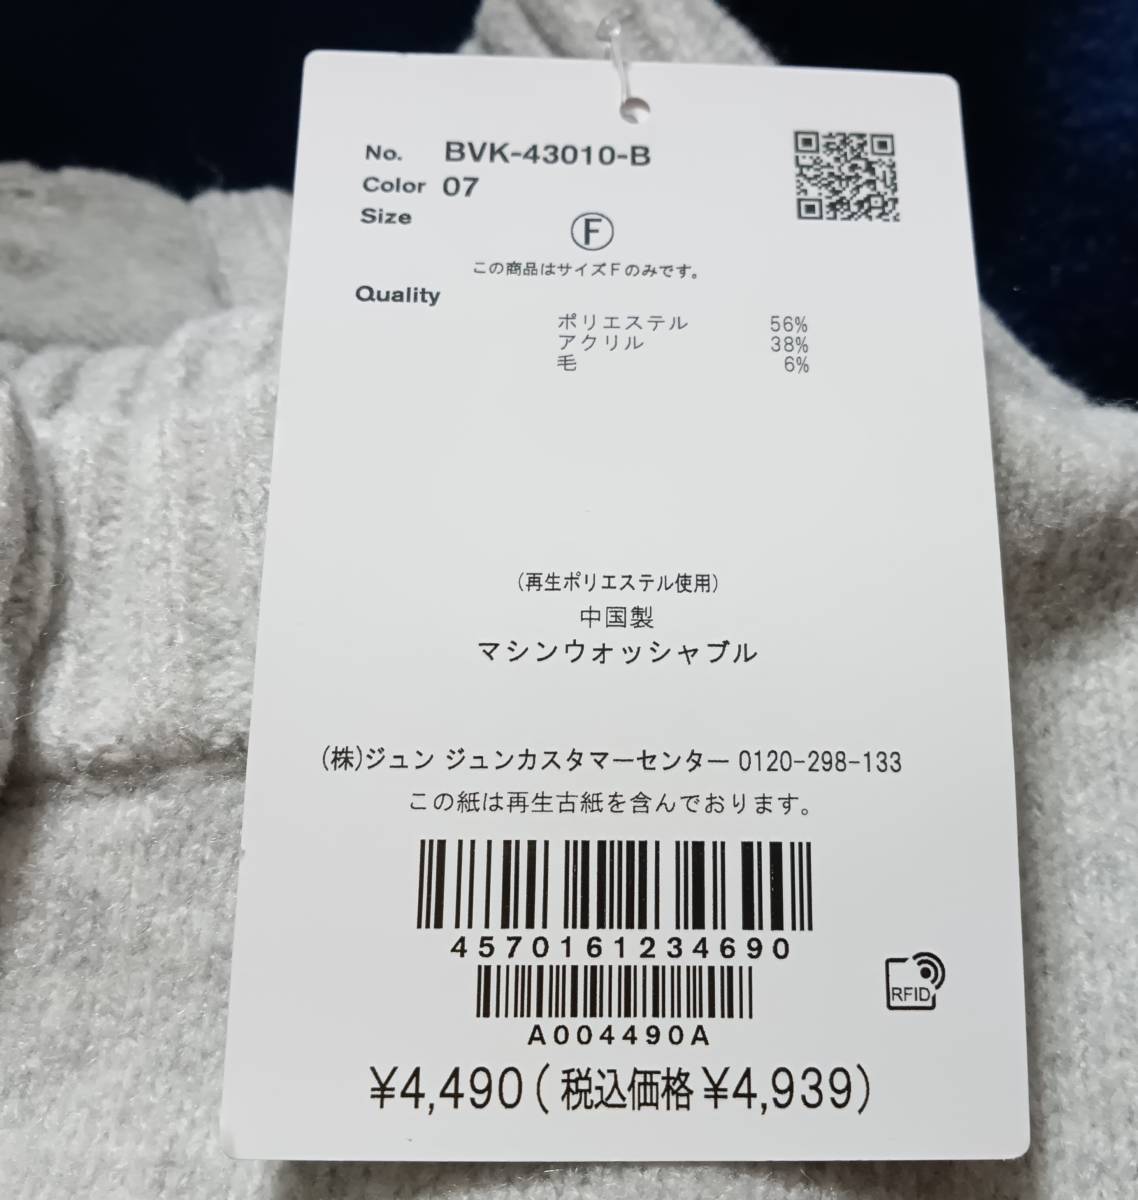 No. BVK-43010-B
Color 07
Size
F
この商品はサイズFのみです。
Quality
ポリエステル 56%
アクリル 38%
毛 6%
(再生ポリエステル使用)
中国製
マシンウォッシャブル
(株)ジュン ジュンカスタマーセンター 0120-298-133
この紙は再生古紙を含んでおります。
4570161234690
A004490A
RFID
¥4,490(税込価格¥4,939)